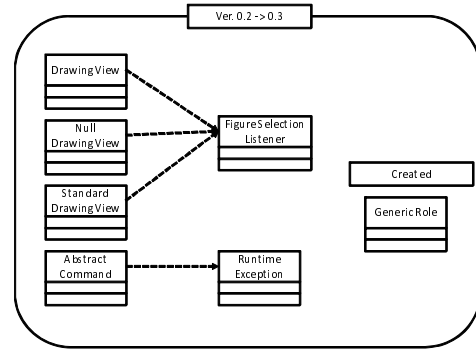 Ver. 0.2 -> 0.3
Drawing View
Null
Drawing View
Standard
Drawing View
Abstract
Command
Figure Selection
Listener
Runtime
Exception
Created
Generic Role